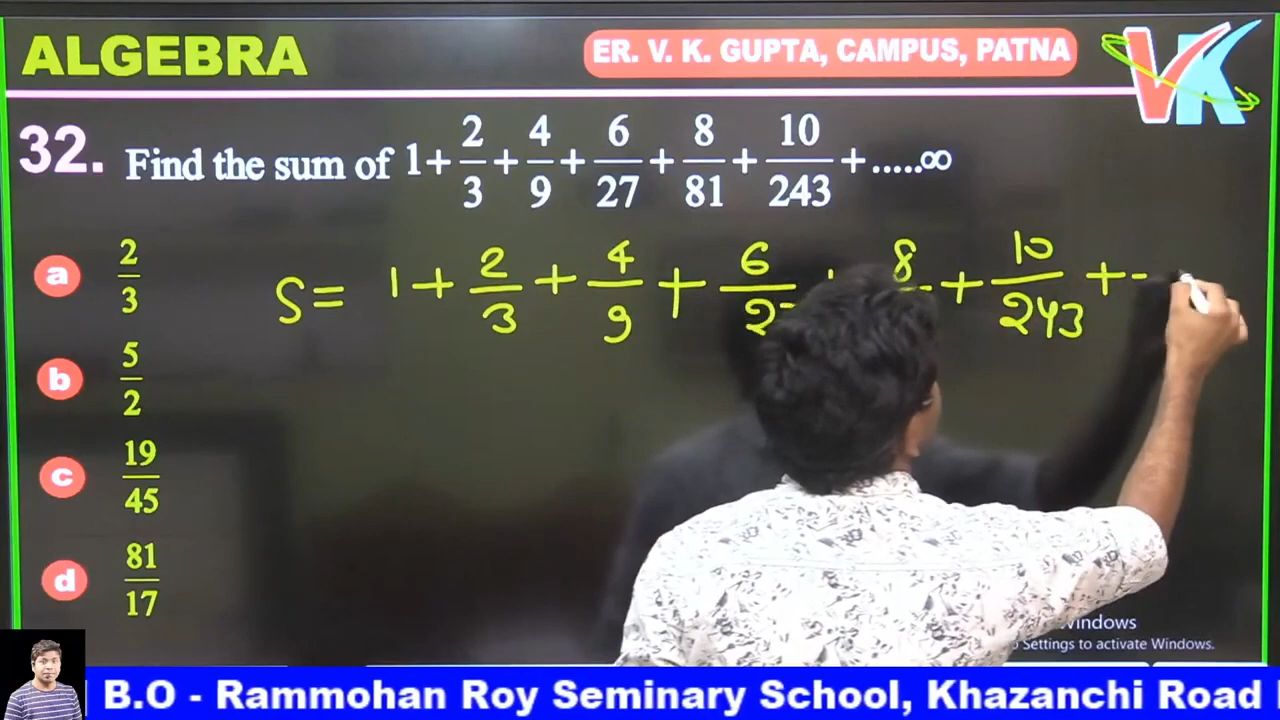 ALGEBRA
ER. V. K. GUPTA, CAMPUS, PATNA
VK
32. Find the sum of 1+2/3+4/9+6/27+8/81+10/243+.....∞
a 2/3
b 5/2
c 19/45
d 81/17
S= 1+2/3+4/9+6/2 8 +10/243+-
Windows
Settings to activate Windows.
B.O - Rammohan Roy Seminary School, Khazanchi Road